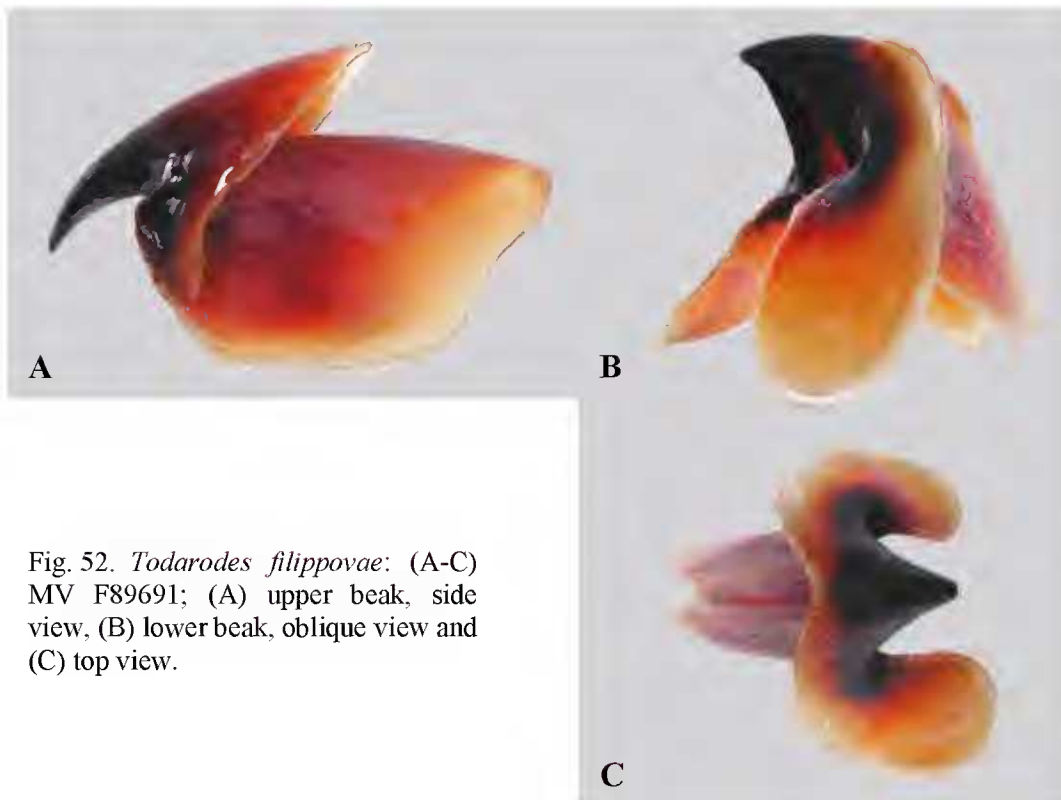 A
B
Fig. 52. Todarodes filippovae: (A-C)
MV F89691; (A) upper beak, side
view, (B) lower beak, oblique view and
(C) top view.
C